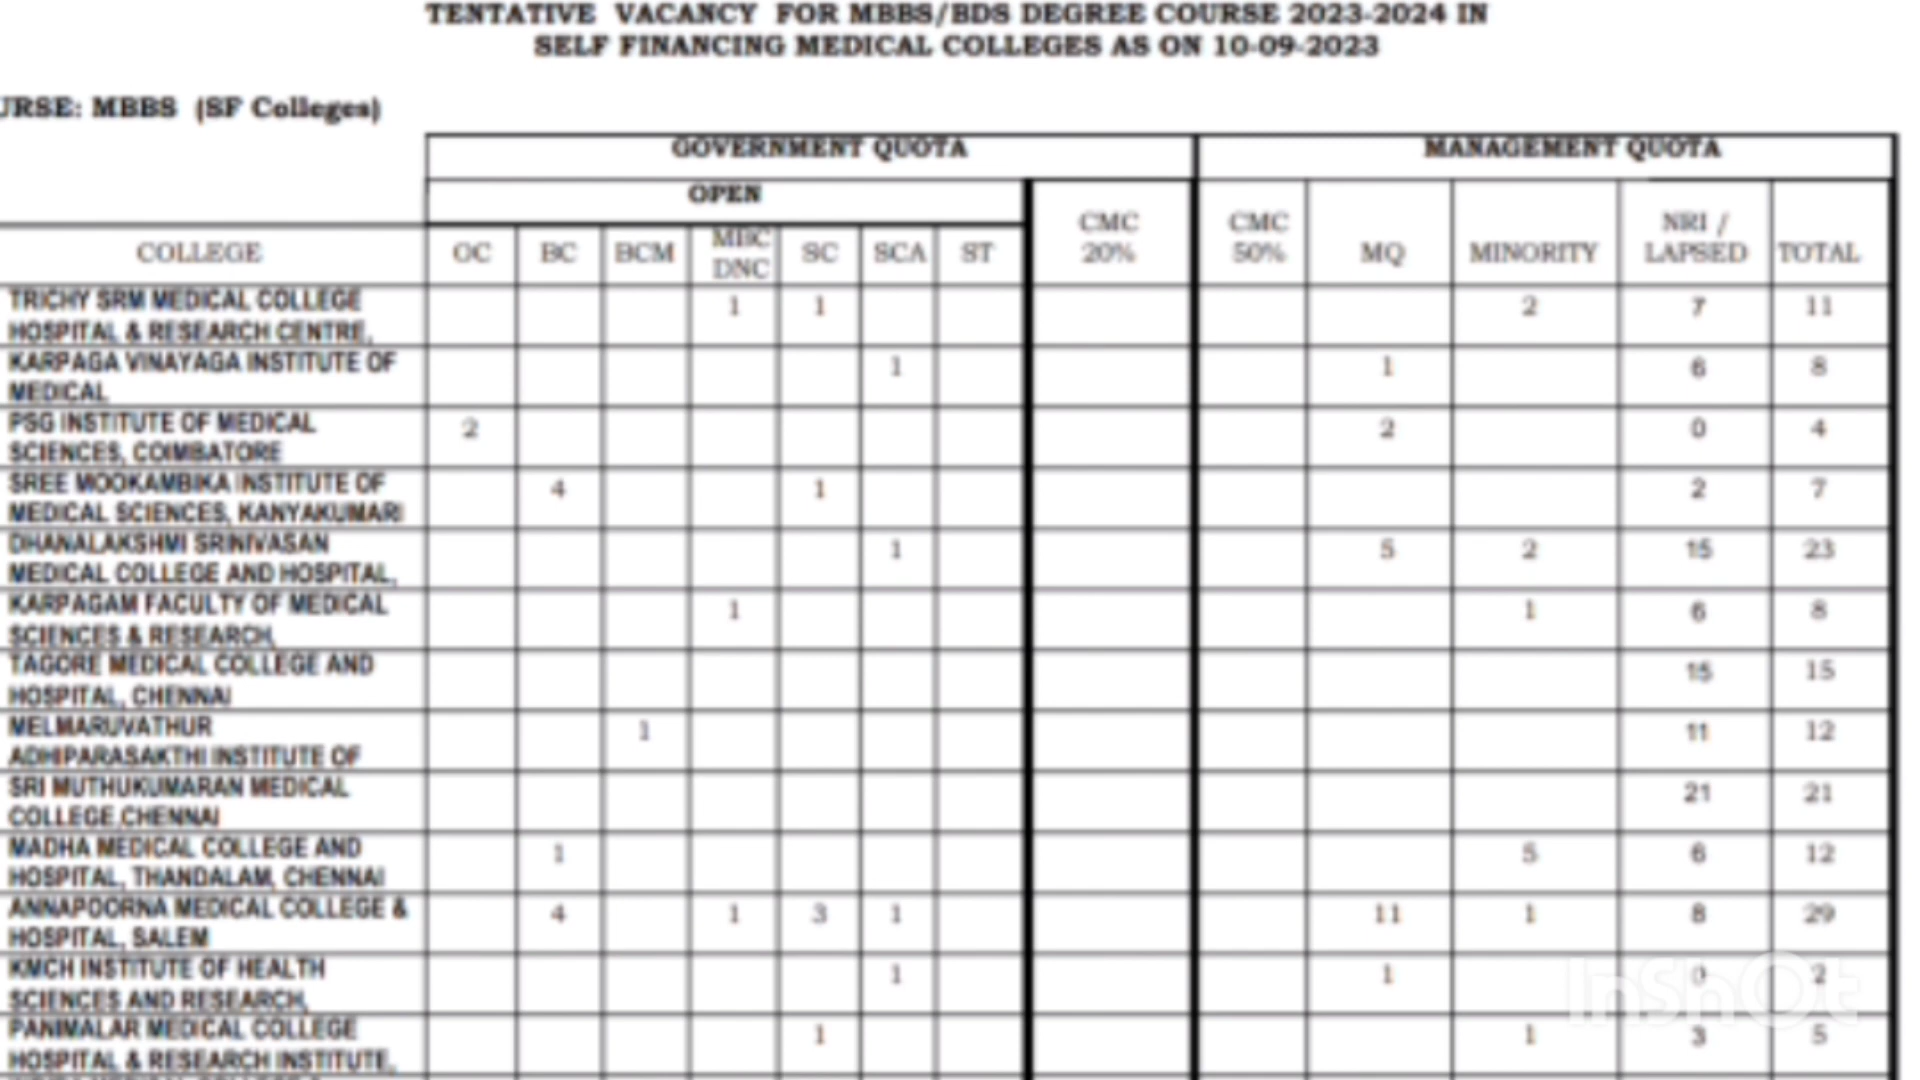 TENTATIVE VACANCY FOR MBBS/BDS DEGREE COURSE 2023-2024 IN
SELF FINANCING MEDICAL COLLEGES AS ON 10-09-2023
URSE: MBBS (SF Colleges)
GOVERNMENT QUOTA MANAGEMENT QUOTA
OPEN
COLLEGE OC BC BCM MBC DNC SC SCA ST CMC 20% CMC 50% MQ MINORITY NRI / LAPSED TOTAL
TRICHY SRM MEDICAL COLLEGE 1 1 2 7 11
HOSPITAL & RESEARCH CENTRE,
KARPAGA VINAYAGA INSTITUTE OF 1 1 6 8
MEDICAL
PSG INSTITUTE OF MEDICAL 2 2 0 4
SCIENCES, COIMBATORE
SREE MOOKAMBIKA INSTITUTE OF 4 1 2 7
MEDICAL SCIENCES, KANYAKUMARI
DHANALAKSHMI SRINIVASAN 1 5 2 15 23
MEDICAL COLLEGE AND HOSPITAL,
KARPAGAM FACULTY OF MEDICAL 1 1 6 8
SCIENCES & RESEARCH,
TAGORE MEDICAL COLLEGE AND 15 15
HOSPITAL, CHENNAI
MELMARUVATHUR 1 11 12
ADHIPARASAKTHI INSTITUTE OF
SRI MUTHUKUMARAN MEDICAL 21 21
COLLEGE,CHENNAI
MADHA MEDICAL COLLEGE AND 1 5 6 12
HOSPITAL, THANDALAM, CHENNAI
ANNAPOORNA MEDICAL COLLEGE & 4 1 3 1 11 1 8 29
HOSPITAL, SALEM
KMCH INSTITUTE OF HEALTH 1 1 0 2
SCIENCES AND RESEARCH,
PANIMALAR MEDICAL COLLEGE 1 1 3 5
HOSPITAL & RESEARCH INSTITUTE,
InShOt